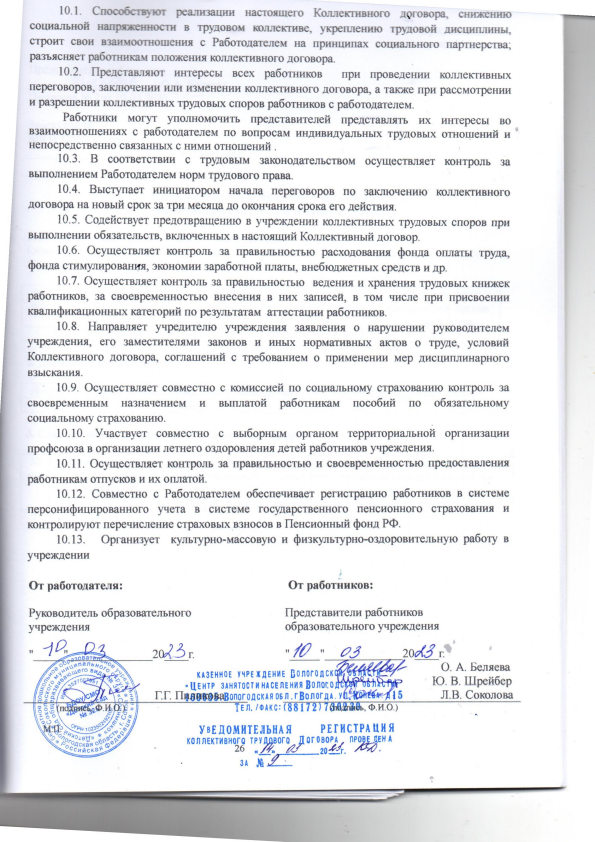 10.1. Способствуют реализации настоящего Коллективного договора, снижению
социальной напряженности в трудовом коллективе, укреплению трудовой дисциплины,
строит свои взаимоотношения с Работодателем на принципах социального партнерства;
разъясняет работникам положения коллективного договора.
10.2. Представляют интересы всех работников при проведении коллективных
переговоров, заключении или изменении коллективного договора, а также при рассмотрении
и разрешении коллективных трудовых споров работников с работодателем.
Работники могут уполномочить представителей представлять их интересы во
взаимоотношениях с работодателем по вопросам индивидуальных трудовых отношений и
непосредственно связанных с ними отношений .
10.3. В соответствии с трудовым законодательством осуществляет контроль за
выполнением Работодателем норм трудового права.
10.4. Выступает инициатором начала переговоров по заключению коллективного
договора на новый срок за три месяца до окончания срока его действия.
10.5. Содействует предотвращению в учреждении коллективных трудовых споров при
выполнении обязательств, включенных в настоящий Коллективный договор.
10.6. Осуществляет контроль за правильностью расходования фонда оплаты труда,
фонда стимулирования, экономии заработной платы, внебюджетных средств и др.
10.7. Осуществляет контроль за правильностью ведения и хранения трудовых книжек
работников, за своевременностью внесения в них записей, в том числе при присвоении
квалификационных категорий по результатам аттестации работников.
10.8. Направляет учредителю учреждения заявления о нарушении руководителем
учреждения, его заместителями законов и иных нормативных актов о труде, условий
Коллективного договора, соглашений с требованием о применении мер дисциплинарного
взыскания.
10.9. Осуществляет совместно с комиссией по социальному страхованию контроль за
своевременным назначением и выплатой работникам пособий по обязательному
социальному страхованию.
10.10. Участвует совместно с выборным органом территориальной организации
профсоюза в организации летнего оздоровления детей работников учреждения.
10.11. Осуществляет контроль за правильностью и своевременностью предоставления
работникам отпусков и их оплатой.
10.12. Совместно с Работодателем обеспечивает регистрацию работников в системе
персонифицированного учета в системе государственного пенсионного страхования и
контролируют перечисление страховых взносов в Пенсионный фонд РФ.
10.13. Организует культурно-массовую и физкультурно-оздоровительную работу в
учреждении
От работодателя: От работников:
Руководитель образовательного Представители работников
учреждения образовательного учреждения
" 10 " 03 2023 г. " 10 " 03 2023 г.
О. А. Беляева
Ю. В. Шрейбер
Г.Г. Л.В. Соколова
(подпись, Ф.И.О.) (подпись, Ф.И.О.)
М.П.
КАЗЕННОЕ УЧРЕЖДЕНИЕ ВОЛОГОДСКОЙ ОБЛАСТИ
"ЦЕНТР ЗАНЯТОСТИ НАСЕЛЕНИЯ ВОЛОГОДСКОЙ ОБЛАСТИ"
ВОЛОГОДСКАЯ ОБЛ. Г. ВОЛОГДА. УЛ.
ТЕЛ./ФАКС: (88172)
УВЕДОМИТЕЛЬНАЯ РЕГИСТРАЦИЯ
КОЛЛЕКТИВНОГО ТРУДОВОГО ДОГОВОРА ПРОВЕДЕНА
26
" 14 " 03 2023
ЗА № 9